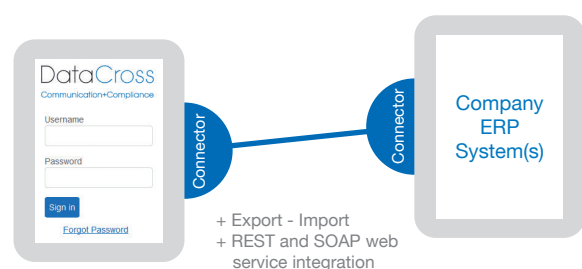 DataCross
Communication+Compliance
Username
Password
Sign in
Forgot Password
Connector
Connector
Company
ERP
System(s)
+ Export - Import
+ REST and SOAP web
service integration